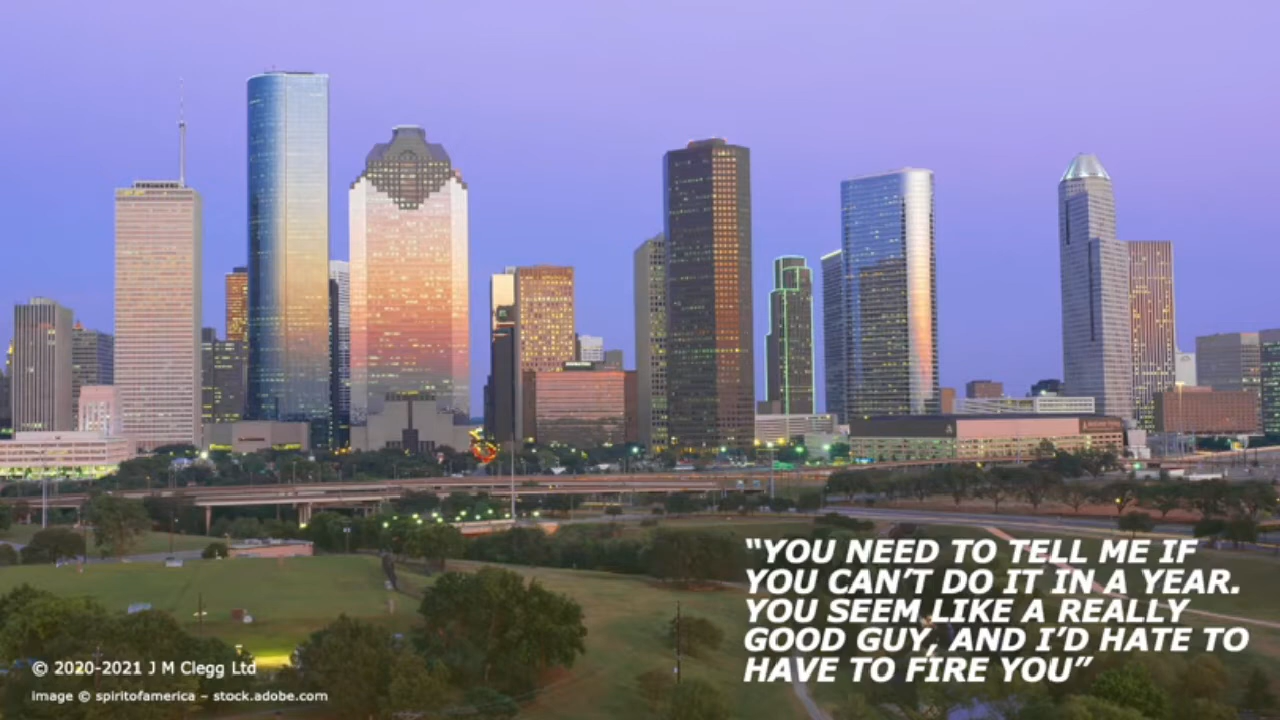 “YOU NEED TO TELL ME IF
YOU CAN’T DO IT IN A YEAR.
YOU SEEM LIKE A REALLY
GOOD GUY, AND I’D HATE TO
HAVE TO FIRE YOU”
© 2020-2021 J M Clegg Ltd
image © spiritofamerica – stock.adobe.com